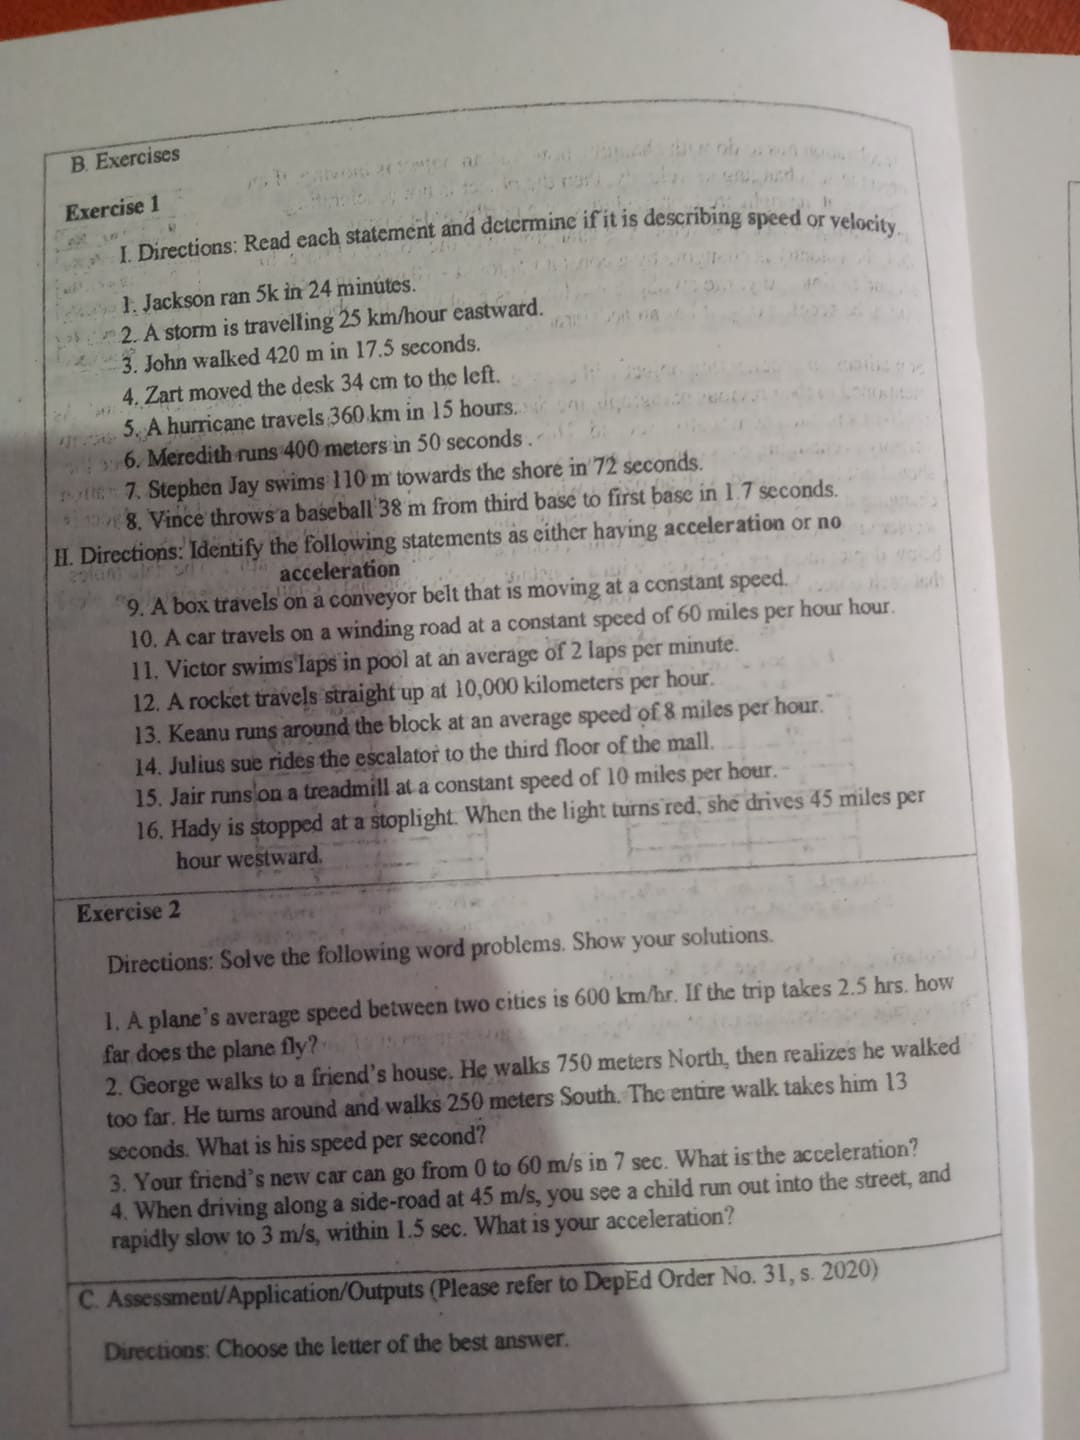 B. Exercises
Exercise 1
I. Directions: Read each statement and determine if it is describing speed or velocity.
1. Jackson ran 5k in 24 minutes.
2. A storm is travelling 25 km/hour eastward.
3. John walked 420 m in 17.5 seconds.
4. Zart moved the desk 34 cm to the left.
5. A hurricane travels 360 km in 15 hours.
6. Meredith runs 400 meters in 50 seconds .
7. Stephen Jay swims 110 m towards the shore in 72 seconds.
8. Vince throws a baseball 38 m from third base to first base in 1.7 seconds.
II. Directions: Identify the following statements as either having acceleration or no
acceleration
9. A box travels on a conveyor belt that is moving at a constant speed.
10. A car travels on a winding road at a constant speed of 60 miles per hour hour.
11. Victor swims laps in pool at an average of 2 laps per minute.
12. A rocket travels straight up at 10,000 kilometers per hour.
13. Keanu runs around the block at an average speed of 8 miles per hour.
14. Julius sue rides the escalator to the third floor of the mall.
15. Jair runs on a treadmill at a constant speed of 10 miles per hour.
16. Hady is stopped at a stoplight. When the light turns red, she drives 45 miles per
hour westward.
Exercise 2
Directions: Solve the following word problems. Show your solutions.
1. A plane's average speed between two cities is 600 km/hr. If the trip takes 2.5 hrs. how
far does the plane fly?
2. George walks to a friend's house. He walks 750 meters North, then realizes he walked
too far. He turns around and walks 250 meters South. The entire walk takes him 13
seconds. What is his speed per second?
3. Your friend's new car can go from 0 to 60 m/s in 7 sec. What is the acceleration?
4. When driving along a side-road at 45 m/s, you see a child run out into the street, and
rapidly slow to 3 m/s, within 1.5 sec. What is your acceleration?
C. Assessment/Application/Outputs (Please refer to DepEd Order No. 31, s. 2020)
Directions: Choose the letter of the best answer.